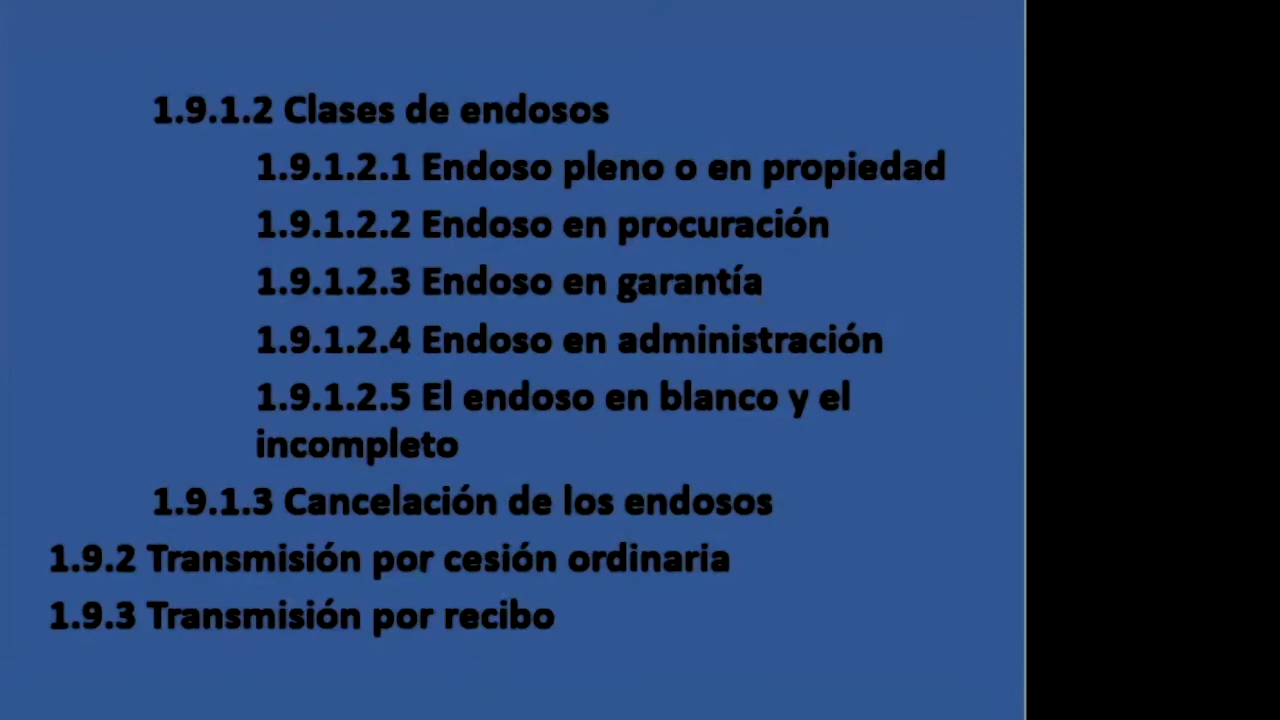 1.9.1.2 Clases de endosos
1.9.1.2.1 Endoso pleno o en propiedad
1.9.1.2.2 Endoso en procuración
1.9.1.2.3 Endoso en garantía
1.9.1.2.4 Endoso en administración
1.9.1.2.5 El endoso en blanco y el
incompleto
1.9.1.3 Cancelación de los endosos
1.9.2 Transmisión por cesión ordinaria
1.9.3 Transmisión por recibo